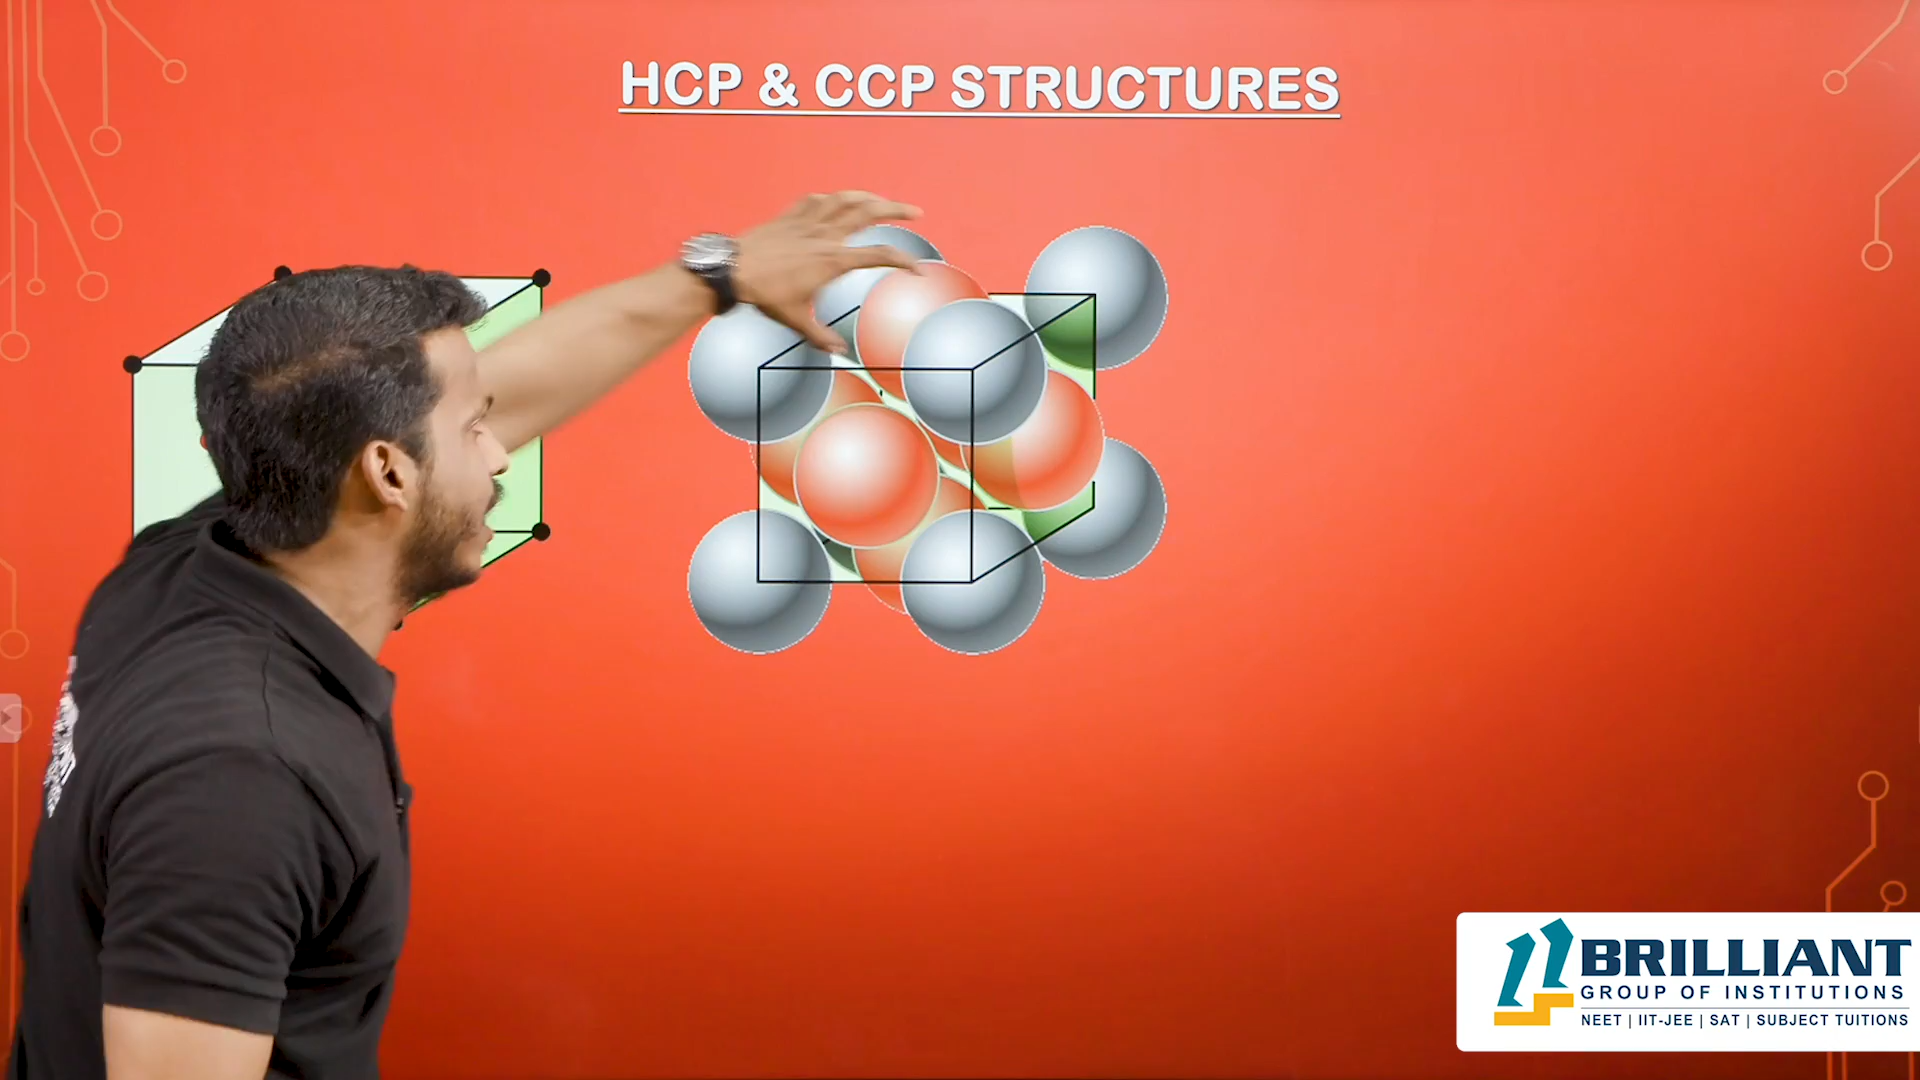 HCP & CCP STRUCTURES
BRILLIANT
GROUP OF INSTITUTIONS
NEET | IIT-JEE | SAT | SUBJECT TUITIONS